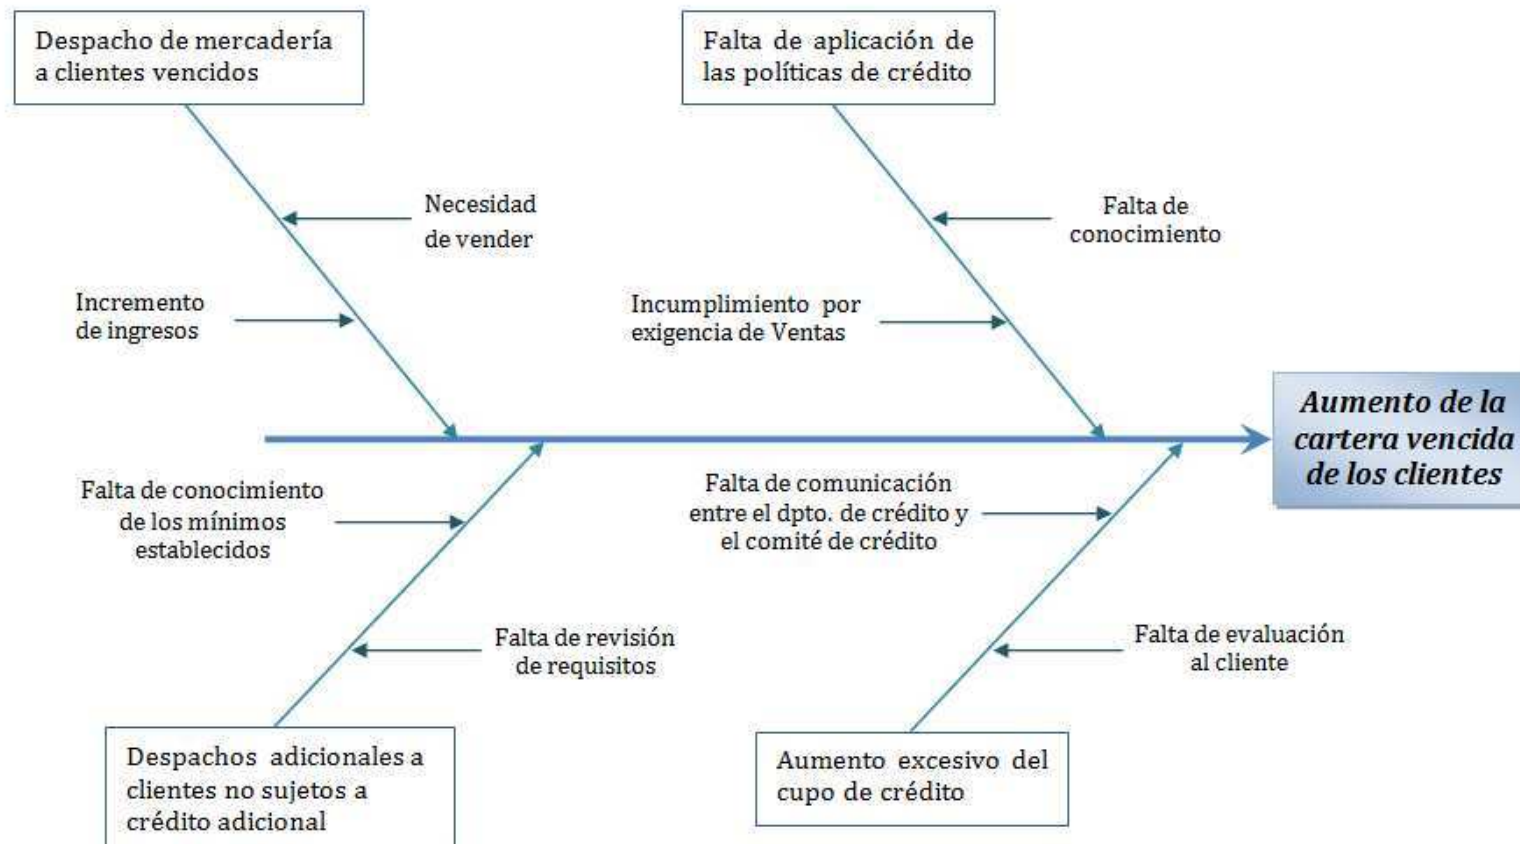 Despacho de mercadería
a clientes vencidos
Falta de aplicación de
las políticas de crédito
Necesidad
de vender
Falta de
conocimiento
Incremento
de ingresos
Incumplimiento por
exigencia de Ventas
Aumento de la
cartera vencida
de los clientes
Falta de conocimiento
de los mínimos
establecidos
Falta de comunicación
entre el dpto. de crédito y
el comité de crédito
Falta de revisión
de requisitos
Falta de evaluación
al cliente
Despachos adicionales a
clientes no sujetos a
crédito adicional
Aumento excesivo del
cupo de crédito